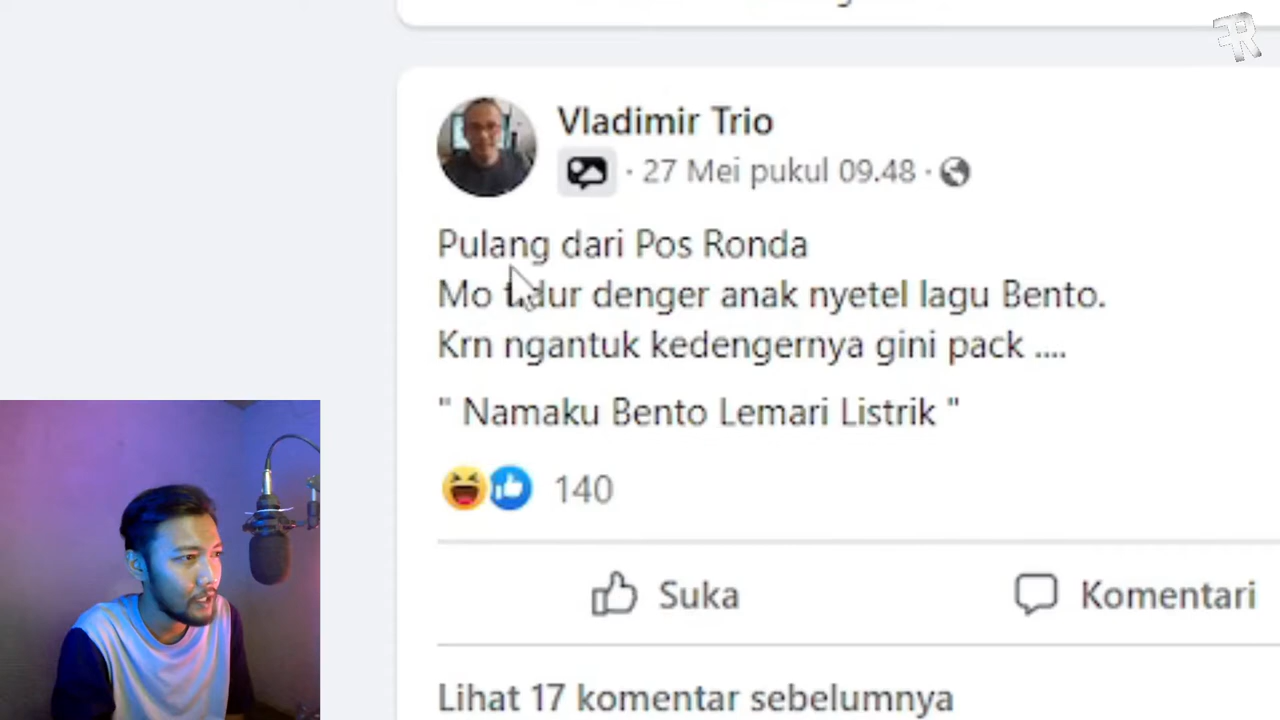 Vladimir Trio
· 27 Mei pukul 09.48 ·
Pulang dari Pos Ronda
Mo tidur denger anak nyetel lagu Bento.
Krn ngantuk kedengernya gini pack ....
" Namaku Bento Lemari Listrik "
140
Suka
Komentari
Lihat 17 komentar sebelumnya